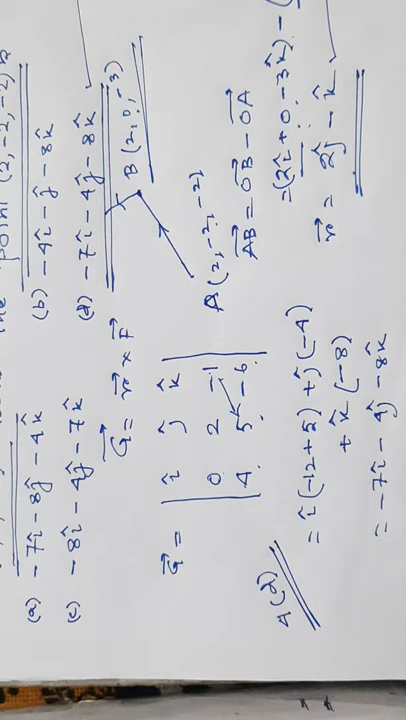 the point (2,-2,-2) is
(a) -7î - 8ĵ - 4k̂ (b) -4î - ĵ - 8k̂
(c) -8î - 4ĵ - 7k̂ (d) -7î - 4ĵ - 8k̂
B (2, 0, -3)
τ⃗ = r⃗ × F⃗
A (2, -2, -2)
τ⃗ = | î ĵ k̂ |
| 0 2 -1 |
| 4 5 -6 |
AB⃗ = OB⃗ - OA⃗
= (2î + 0 - 3k̂) -
r⃗ = 2ĵ - k̂
4(d)
= î (-12+5) + ĵ (-4)
+ k̂ (-8)
= -7î - 4ĵ - 8k̂